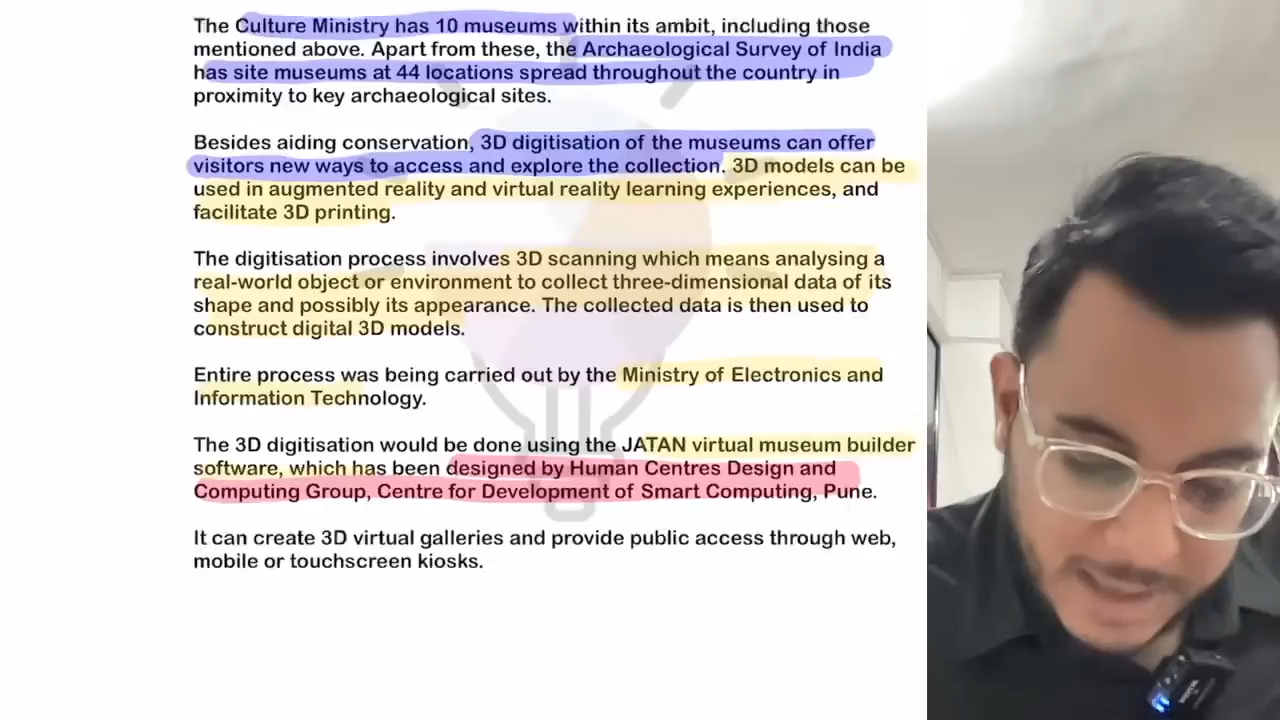 The Culture Ministry has 10 museums within its ambit, including those
mentioned above. Apart from these, the Archaeological Survey of India
has site museums at 44 locations spread throughout the country in
proximity to key archaeological sites.
Besides aiding conservation, 3D digitisation of the museums can offer
visitors new ways to access and explore the collection. 3D models can be
used in augmented reality and virtual reality learning experiences, and
facilitate 3D printing.
The digitisation process involves 3D scanning which means analysing a
real-world object or environment to collect three-dimensional data of its
shape and possibly its appearance. The collected data is then used to
construct digital 3D models.
Entire process was being carried out by the Ministry of Electronics and
Information Technology.
The 3D digitisation would be done using the JATAN virtual museum builder
software, which has been designed by Human Centres Design and
Computing Group, Centre for Development of Smart Computing, Pune.
It can create 3D virtual galleries and provide public access through web,
mobile or touchscreen kiosks.